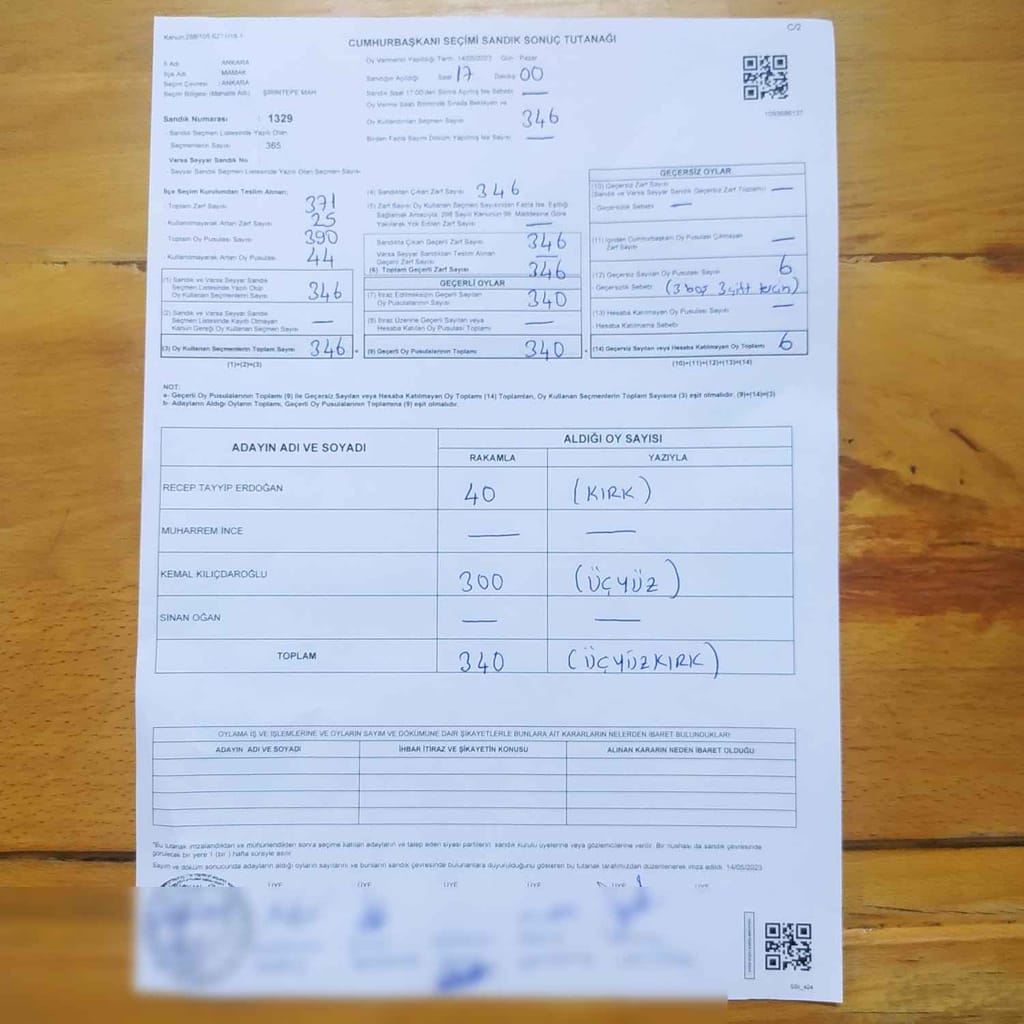 C/2
CUMHURBAŞKANI SEÇİMİ SANDIK SONUÇ TUTANAĞI
İl Adı : ANKARA
İlçe Adı : MAMAK
Seçim Çevresi : ANKARA
Seçim Bölgesi (Mahalle Adı) : ŞİRİNTEPE MAH
Sandık Numarası : 1329
- Sandık Seçmen Listesinde Yazılı Olan
Seçmenlerin Sayısı 365
Varsa Seyyar Sandık No
- Seyyar Sandık Seçmen Listesinde Yazılı Olan Seçmen Sayısı
Oy Vermenin Yapıldığı Tarih 14/05/2023 Gün Pazar
Sandığın Açıldığı Saat 17 Dakika 00
Sandık Saat 17.00'den Sonra Açılmış İse Sebebi —
Oy Verme Saati Bitiminde Sırada Bekleyen ve
Oy Kullandırılan Seçmen Sayısı 346
Birden Fazla Sayım Döküm Yapılmış İse Sayısı —
1093686137
İlçe Seçim Kurulundan Teslim Alınan;
- Toplam Zarf Sayısı 371
- Kullanılmayarak Artan Zarf Sayısı 25
- Toplam Oy Pusulası Sayısı 390
- Kullanılmayarak Artan Oy Pusulası 44
(1) Sandık ve Varsa Seyyar Sandık
Seçmen Listesinde Yazılı Olup
Oy Kullanan Seçmenlerin Sayısı 346
(2) Sandık ve Varsa Seyyar Sandık
Seçmen Listesinde Kayıtlı Olmayan
Kanun Gereği Oy Kullanan Seçmen Sayısı —
(3) Oy Kullanan Seçmenlerin Toplam Sayısı 346
(1)+(2)=(3)
(4) Sandıktan Çıkan Zarf Sayısı 346
(5) Zarf Sayısı Oy Kullanan Seçmen Sayısından Fazla İse, Eşitliği
Sağlamak Amacıyla, 298 Sayılı Kanunun 98. Maddesine Göre
Yakılarak Yok Edilen Zarf Sayısı —
Sandıkta Çıkan Geçerli Zarf Sayısı 346
Varsa Seyyar Sandıktan Teslim Alınan
Geçerli Zarf Sayısı —
(6) Toplam Geçerli Zarf Sayısı 346
GEÇERLİ OYLAR
(7) İtiraz Edilmeksizin Geçerli Sayılan
Oy Pusulalarının Sayısı 340
(8) İtiraz Üzerine Geçerli Sayılan veya
Hesaba Katılan Oy Pusulası Toplamı —
(9) Geçerli Oy Pusulalarının Toplamı 340
GEÇERSİZ OYLAR
(10) Geçersiz Zarf Sayısı
(Sandık ve Varsa Seyyar Sandık Geçersiz Zarf Toplamı) —
- Geçersizlik Sebebi : —
(11) İçinden Cumhurbaşkanı Oy Pusulası Çıkmayan
Zarf Sayısı —
(12) Geçersiz Sayılan Oy Pusulası Sayısı 6
- Geçersizlik Sebebi (3 boş 3 çift tercih)
(13) Hesaba Katılmayan Oy Pusulası Sayısı —
- Hesaba Katılmama Sebebi
(14) Geçersiz Sayılan veya Hesaba Katılmayan Oy Toplamı 6
(10)+(11)+(12)+(13)=(14)
NOT:
a- Geçerli Oy Pusulalarının Toplamı (9) ile Geçersiz Sayılan veya Hesaba Katılmayan Oy Toplamı (14) Toplamları, Oy Kullanan Seçmenlerin Toplam Sayısına (3) eşit olmalıdır. (9)+(14)=(3)
b- Adayların Aldığı Oyların Toplamı, Geçerli Oy Pusulalarının Toplamına (9) eşit olmalıdır.
ADAYIN ADI VE SOYADI ALDIĞI OY SAYISI
RAKAMLA YAZIYLA
RECEP TAYYİP ERDOĞAN 40 (KIRK)
MUHARREM İNCE — —
KEMAL KILIÇDAROĞLU 300 (ÜÇYÜZ)
SİNAN OĞAN — —
TOPLAM 340 (ÜÇYÜZKIRK)
OYLAMA İŞ VE İŞLEMLERİNE VE OYLARIN SAYIM VE DÖKÜMÜNE DAİR ŞİKAYETLERLE BUNLARA AİT KARARLARIN NELERDEN İBARET BULUNDUKLARI
ADAYIN ADI VE SOYADI İHBAR İTİRAZ VE ŞİKAYETİN KONUSU ALINAN KARARIN NEDEN İBARET OLDUĞU
"Bu tutanak imzalandıktan ve mühürlendikten sonra seçime katılan adayların ve talep eden siyasi partilerin sandık kurulu üyelerine veya gözlemcilerine verilir. Bir nüshası da sandık çevresinde
görülecek bir yere 1 (bir ) hafta süreyle asılır.
Sayım ve döküm sonucunda adayların aldığı oyların sayılarını ve bunların sandık çevresinde bulunanlara duyurulduğunu gösteren bu tutanak tarafımızdan düzenlenerek imza edildi. 14/05/2023
ÜYE ÜYE ÜYE ÜYE ÜYE ÜYE